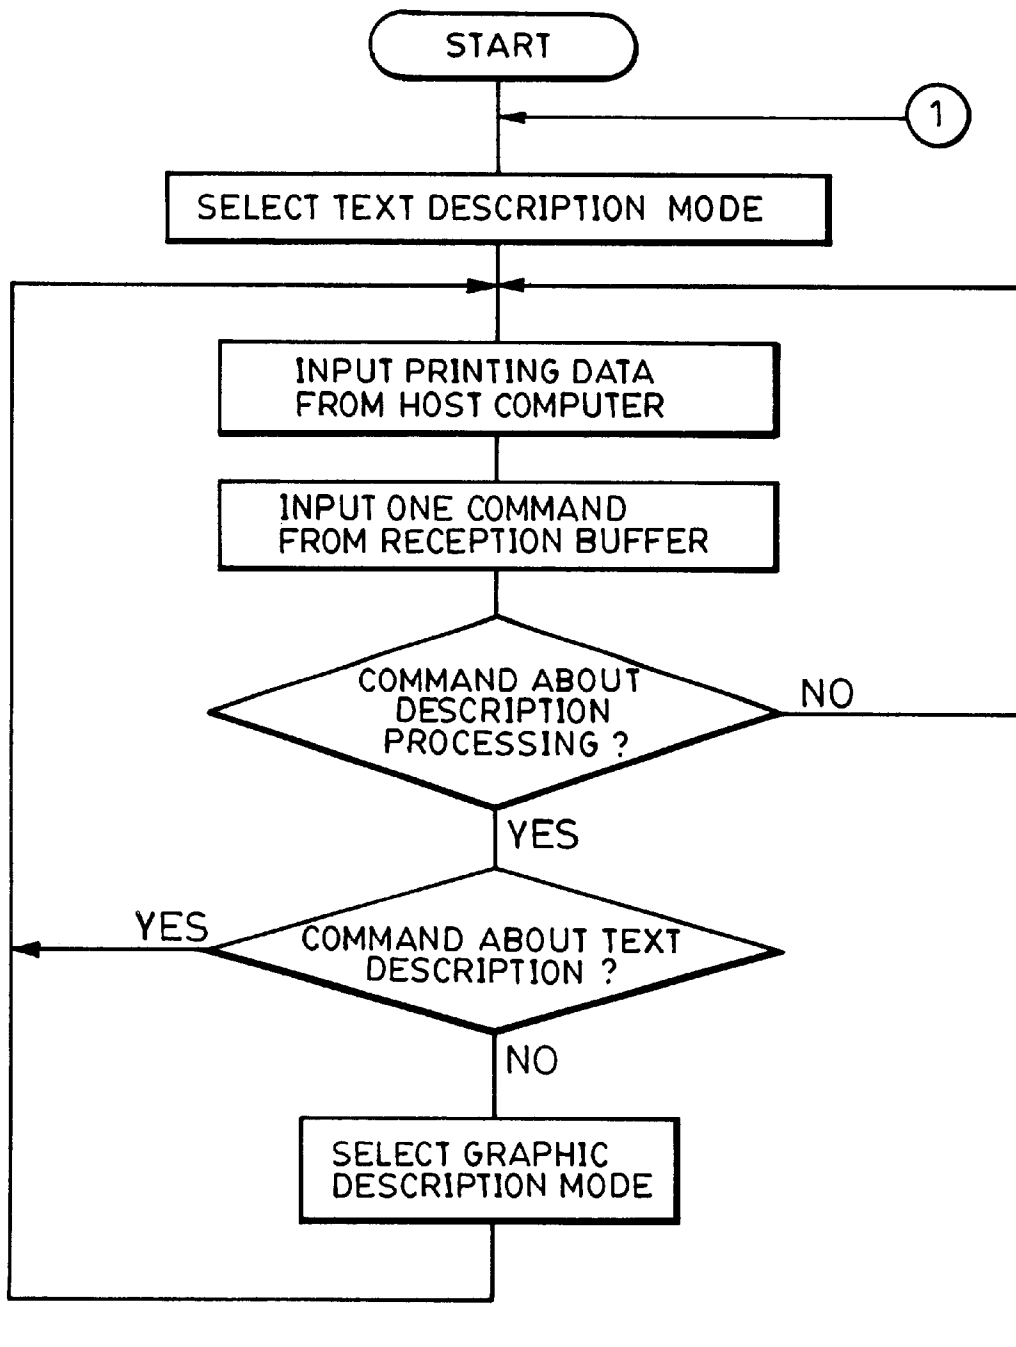 START
1
SELECT TEXT DESCRIPTION MODE
INPUT PRINTING DATA
FROM HOST COMPUTER
INPUT ONE COMMAND
FROM RECEPTION BUFFER
COMMAND ABOUT
DESCRIPTION
PROCESSING ?
NO
YES
YES
COMMAND ABOUT TEXT
DESCRIPTION ?
NO
SELECT GRAPHIC
DESCRIPTION MODE